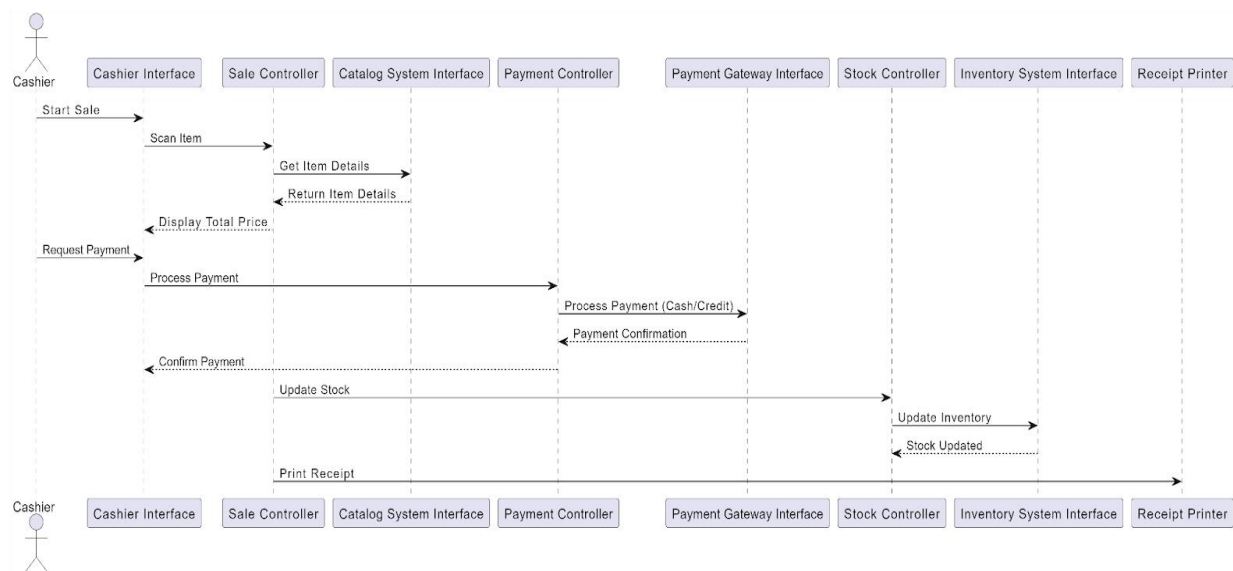 Cashier
Cashier Interface
Sale Controller
Catalog System Interface
Payment Controller
Payment Gateway Interface
Stock Controller
Inventory System Interface
Receipt Printer
Start Sale
Scan Item
Get Item Details
Return Item Details
Display Total Price
Request Payment
Process Payment
Process Payment (Cash/Credit)
Payment Confirmation
Confirm Payment
Update Stock
Update Inventory
Stock Updated
Print Receipt
Cashier
Cashier Interface
Sale Controller
Catalog System Interface
Payment Controller
Payment Gateway Interface
Stock Controller
Inventory System Interface
Receipt Printer